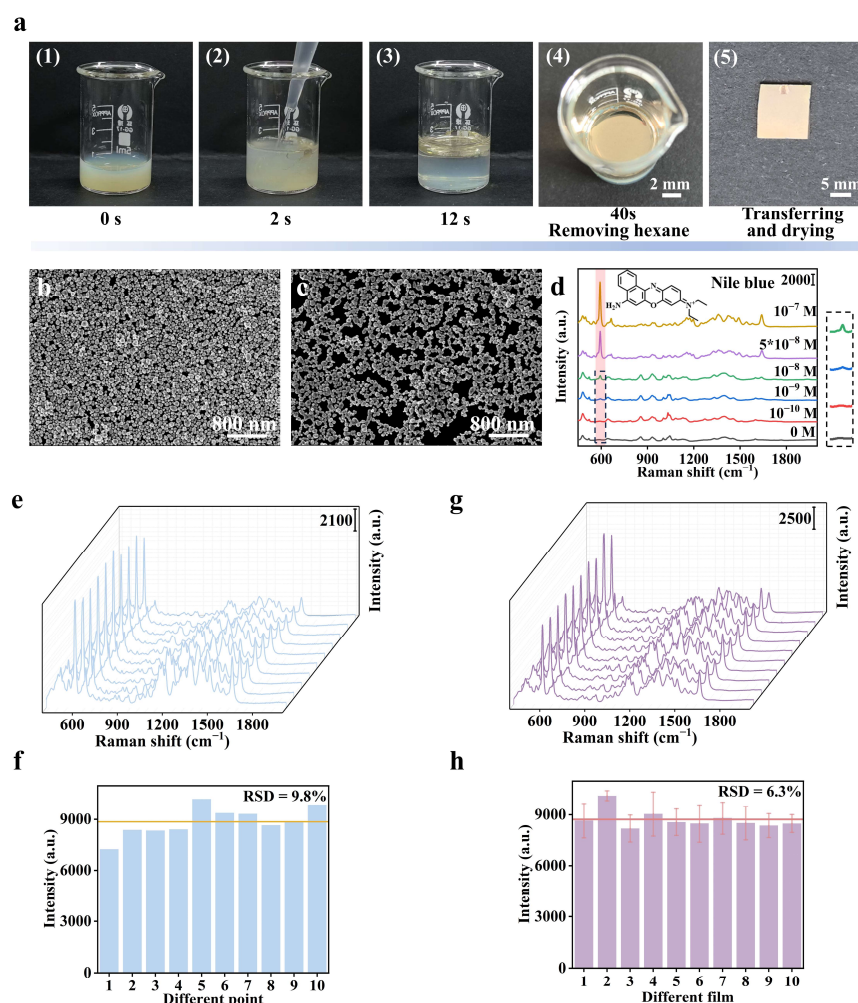 a
(1)
(2)
(3)
(4)
(5)
APPROX
GG-17
5ml
2 mm
5 mm
0 s
2 s
12 s
40s
Removing hexane
Transferring
and drying
b
800 nm
c
800 nm
d
Nile blue
2000
H₂N
O
N
N⁺
10⁻⁷ M
5*10⁻⁸ M
10⁻⁸ M
10⁻⁹ M
10⁻¹⁰ M
0 M
Intensity (a.u.)
600 900 1200 1500 1800
Raman shift (cm⁻¹)
e
2100
Intensity (a.u.)
600 900 1200 1500 1800
Raman shift (cm⁻¹)
g
2500
Intensity (a.u.)
600 900 1200 1500 1800
Raman shift (cm⁻¹)
f
RSD = 9.8%
Intensity (a.u.)
9000
6000
3000
0
1 2 3 4 5 6 7 8 9 10
Different point
h
RSD = 6.3%
Intensity (a.u.)
9000
6000
3000
0
1 2 3 4 5 6 7 8 9 10
Different film